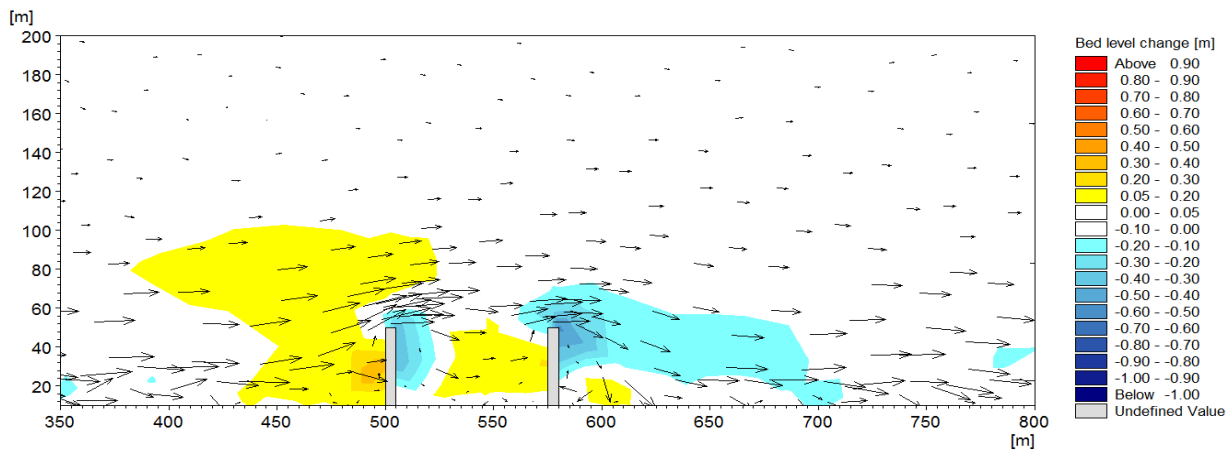 [m]
200
180
160
140
120
100
80
60
40
20
350 400 450 500 550 600 650 700 750 800
[m]
Bed level change [m]
Above 0.90
0.80 - 0.90
0.70 - 0.80
0.60 - 0.70
0.50 - 0.60
0.40 - 0.50
0.30 - 0.40
0.20 - 0.30
0.05 - 0.20
0.00 - 0.05
-0.10 - 0.00
-0.20 - -0.10
-0.30 - -0.20
-0.40 - -0.30
-0.50 - -0.40
-0.60 - -0.50
-0.70 - -0.60
-0.80 - -0.70
-0.90 - -0.80
-1.00 - -0.90
Below -1.00
Undefined Value